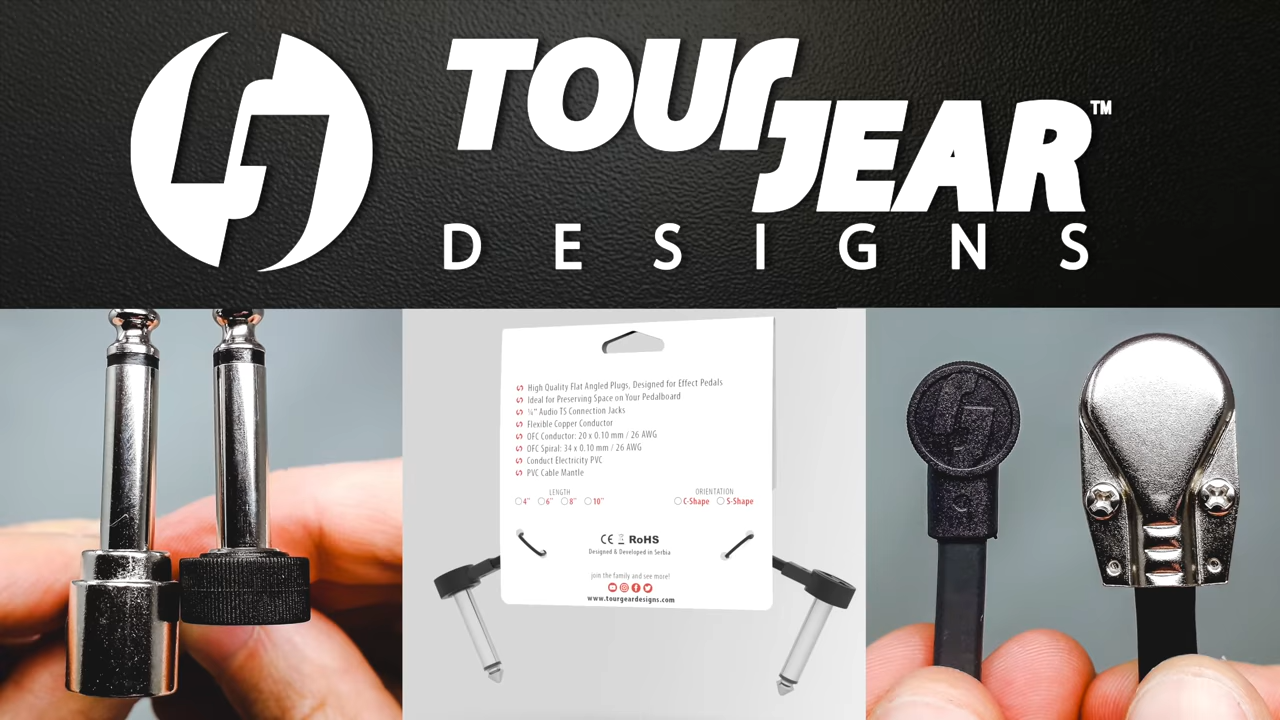 TOUR
GEAR™
DESIGNS
High Quality Flat Angled Plugs, Designed for Effect Pedals
Ideal for Preserving Space on Your Pedalboard
¼" Audio TS Connection Jacks
Flexible Copper Conductor
OFC Conductor: 20 x 0.10 mm / 26 AWG
OFC Spiral: 34 x 0.10 mm / 26 AWG
Conduct Electricity PVC
PVC Cable Mantle
LENGTH
4" 6" 8" 10"
ORIENTATION
C-Shape S-Shape
CE RoHS
Designed & Developed in Serbia
join the family and see more!
www.tourgeardesigns.com